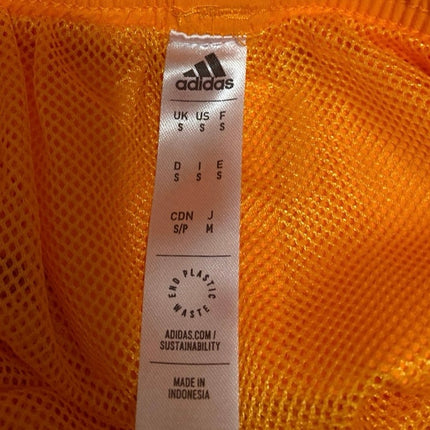 adidas
UK US F
S S S
D I E
S S S
CDN J
S/P M
END PLASTIC WASTE
ADIDAS.COM/
SUSTAINABILITY
MADE IN
INDONESIA